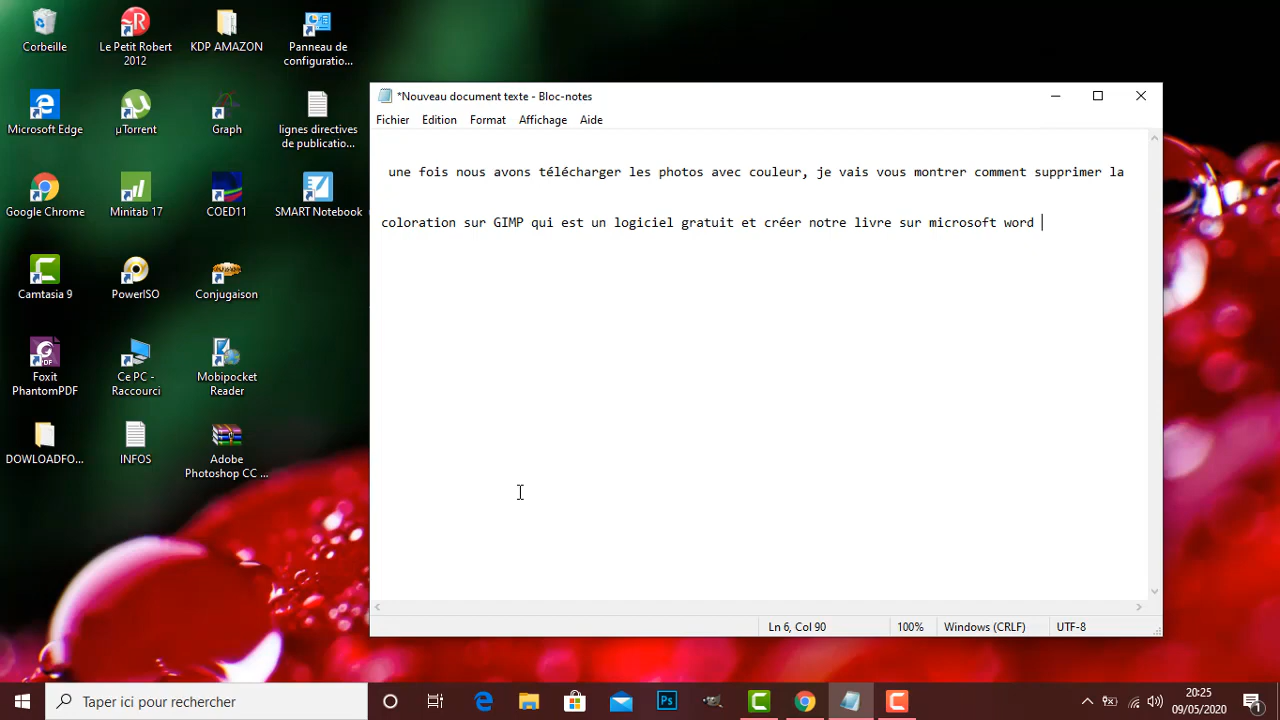 Corbeille
Le Petit Robert
2012
KDP AMAZON
Panneau de
configuratio...
Microsoft Edge
µTorrent
Graph
lignes directives
de publicatio...
Google Chrome
Minitab 17
COED11
SMART Notebook
Camtasia 9
PowerISO
Conjugaison
Foxit
PhantomPDF
Ce PC -
Raccourci
Mobipocket
Reader
DOWLOADFO...
INFOS
Adobe
Photoshop CC ...
*Nouveau document texte - Bloc-notes
Fichier Edition Format Affichage Aide
une fois nous avons télécharger les photos avec couleur, je vais vous montrer comment supprimer la
coloration sur GIMP qui est un logiciel gratuit et créer notre livre sur microsoft word
Ln 6, Col 90 100% Windows (CRLF) UTF-8
Taper ici pour rechercher
Ps
20:25
09/05/2020
1